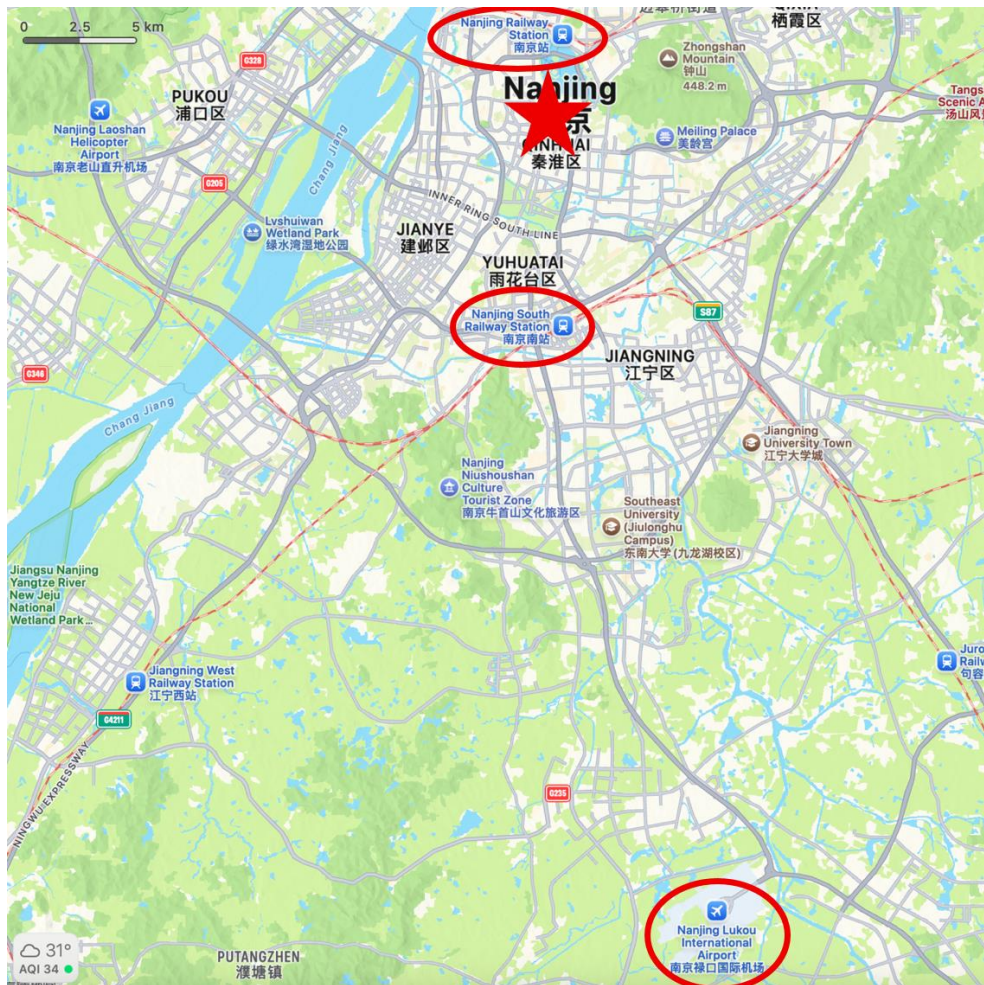 0 2.5 5 km
Nanjing Railway
Station
南京站
栖霞区
G328
Zhongshan
Mountain
钟山
448.2 m
PUKOU
浦口区
Nanjing
京
Tangs
Scenic A
汤山风景
Nanjing Laoshan
Helicopter
Airport
南京老山直升机场
Chang Jiang
Meiling Palace
美龄宫
秦淮区
G205
INNER RING SOUTH LINE
Lvshuiwan
Wetland Park
绿水湾湿地公园
JIANYE
建邺区
YUHUATAI
雨花台区
Nanjing South
Railway Station
南京南站
S87
JIANGNING
江宁区
G346
Chang Jiang
Jiangning
University Town
江宁大学城
Nanjing
Niushoushan
Culture
Tourist Zone
南京牛首山文化旅游区
Southeast
University
(Jiulonghu
Campus)
东南大学 (九龙湖校区)
Jiangsu Nanjing
Yangtze River
New Jeju
National
Wetland Park...
Jiangning West
Railway Station
江宁西站
Juro
Railw
句容
G4211
NINGWU EXPRESSWAY
G235
Nanjing Lukou
International
Airport
南京禄口国际机场
PUTANGZHEN
濮塘镇
31°
AQI 34